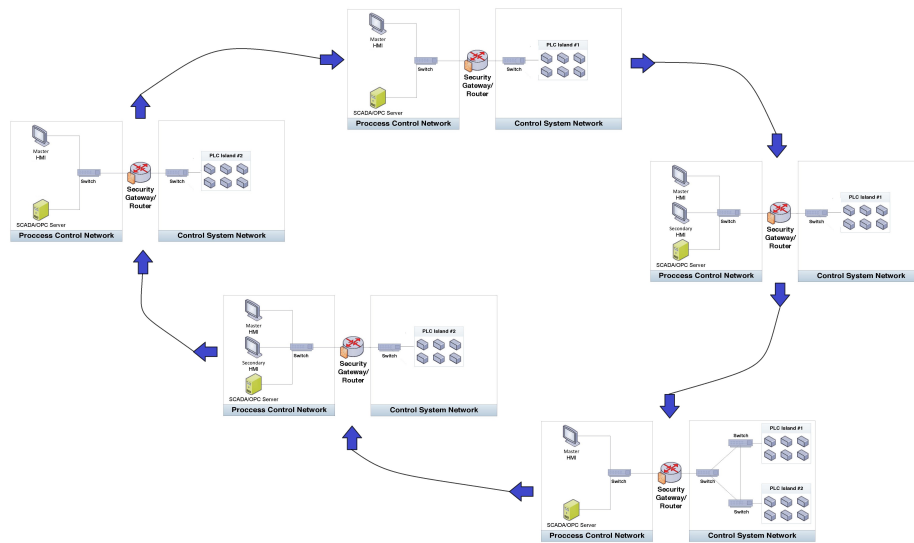 Master
HMI
SCADA/OPC Server
Switch
Proccess Control Network
Security
Gateway/
Router
Switch
PLC Island #1
Control System Network
Master
HMI
SCADA/OPC Server
Switch
Proccess Control Network
Security
Gateway/
Router
Switch
PLC Island #2
Control System Network
Master
HMI
Secondary
HMI
SCADA/OPC Server
Switch
Proccess Control Network
Security
Gateway/
Router
Switch
PLC Island #1
Control System Network
Master
HMI
Secondary
HMI
SCADA/OPC Server
Switch
Proccess Control Network
Security
Gateway/
Router
Switch
PLC Island #2
Control System Network
Master
HMI
SCADA/OPC Server
Switch
Proccess Control Network
Security
Gateway/
Router
Switch
Switch
PLC Island #1
Switch
PLC Island #2
Control System Network